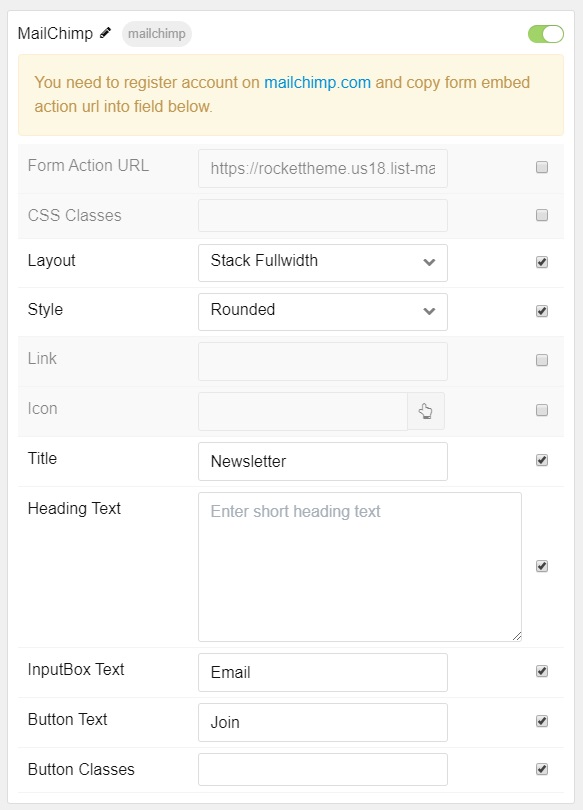 MailChimp mailchimp
You need to register account on mailchimp.com and copy form embed
action url into field below.
Form Action URL https://rockettheme.us18.list-ma
CSS Classes
Layout Stack Fullwidth
Style Rounded
Link
Icon
Title Newsletter
Heading Text Enter short heading text
InputBox Text Email
Button Text Join
Button Classes